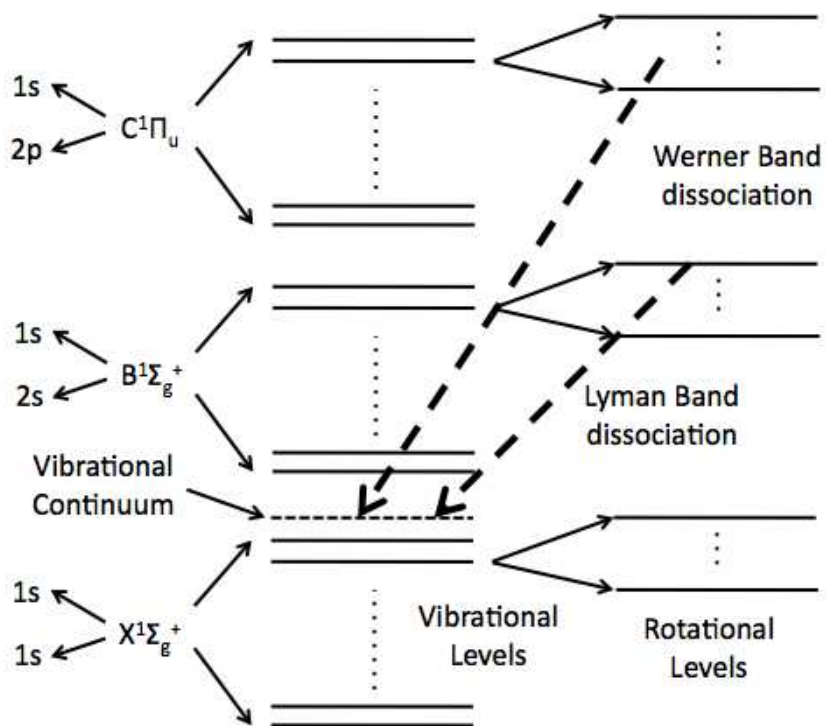 1s
2p
C¹Πᵤ
Werner Band
dissociation
1s
2s
B¹Σg⁺
Lyman Band
dissociation
Vibrational
Continuum
1s
1s
X¹Σg⁺
Vibrational
Levels
Rotational
Levels